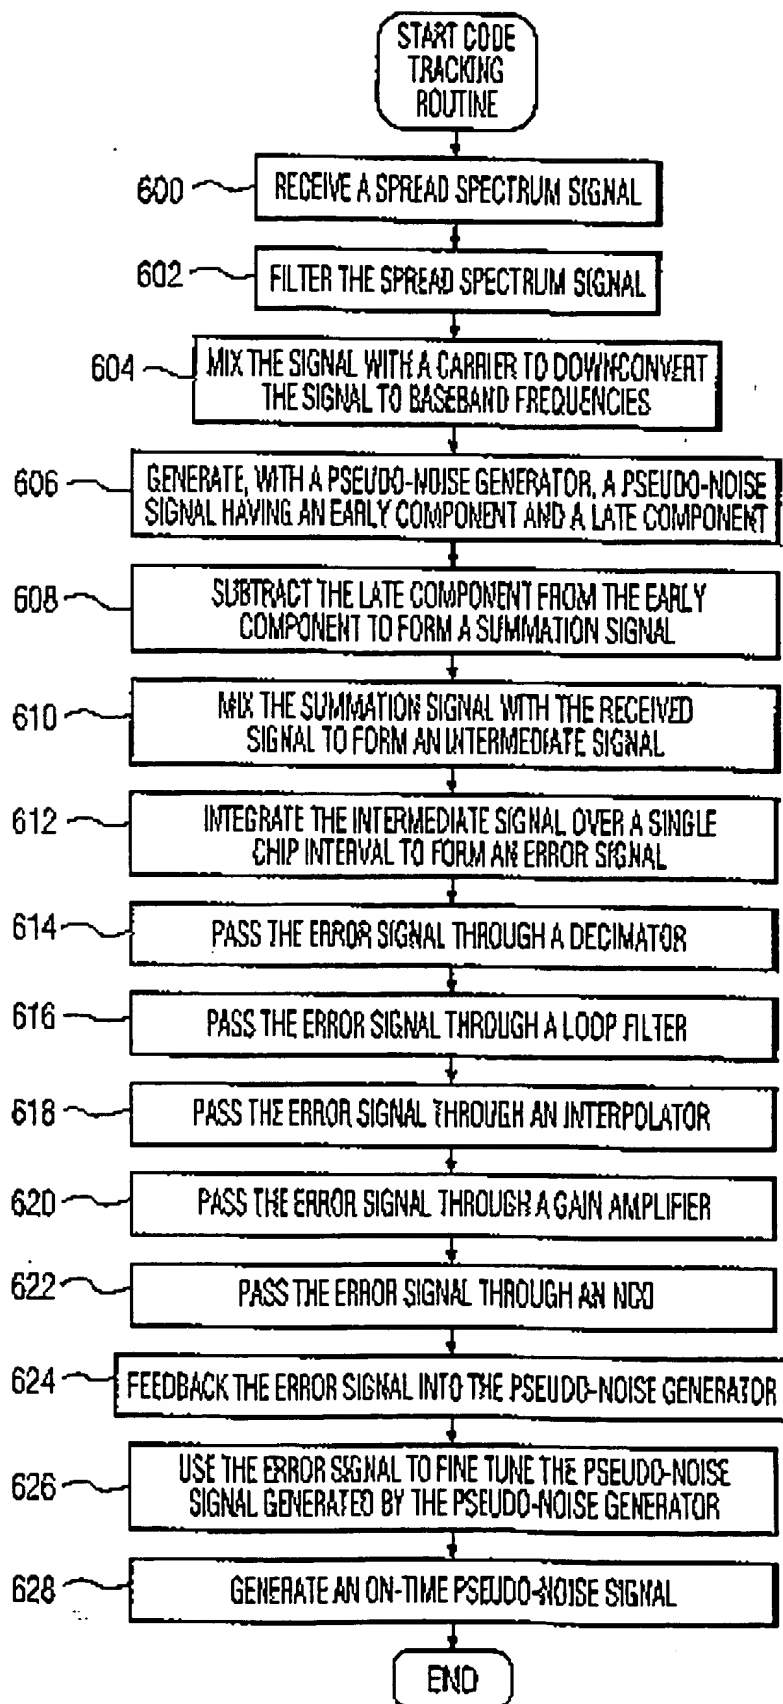 START CODE
TRACKING
ROUTINE
600
RECEIVE A SPREAD SPECTRUM SIGNAL
602
FILTER THE SPREAD SPECTRUM SIGNAL
604
MIX THE SIGNAL WITH A CARRIER TO DOWNCONVERT
THE SIGNAL TO BASEBAND FREQUENCIES
606
GENERATE, WITH A PSEUDO-NOISE GENERATOR, A PSEUDO-NOISE
SIGNAL HAVING AN EARLY COMPONENT AND A LATE COMPONENT
608
SUBTRACT THE LATE COMPONENT FROM THE EARLY
COMPONENT TO FORM A SUMMATION SIGNAL
610
MIX THE SUMMATION SIGNAL WITH THE RECEIVED
SIGNAL TO FORM AN INTERMEDIATE SIGNAL
612
INTEGRATE THE INTERMEDIATE SIGNAL OVER A SINGLE
CHIP INTERVAL TO FORM AN ERROR SIGNAL
614
PASS THE ERROR SIGNAL THROUGH A DECIMATOR
616
PASS THE ERROR SIGNAL THROUGH A LOOP FILTER
618
PASS THE ERROR SIGNAL THROUGH AN INTERPOLATOR
620
PASS THE ERROR SIGNAL THROUGH A GAIN AMPLIFIER
622
PASS THE ERROR SIGNAL THROUGH AN NCO
624
FEEDBACK THE ERROR SIGNAL INTO THE PSEUDO-NOISE GENERATOR
626
USE THE ERROR SIGNAL TO FINE TUNE THE PSEUDO-NOISE
SIGNAL GENERATED BY THE PSEUDO-NOISE GENERATOR
628
GENERATE AN ON-TIME PSEUDO-NOISE SIGNAL
END